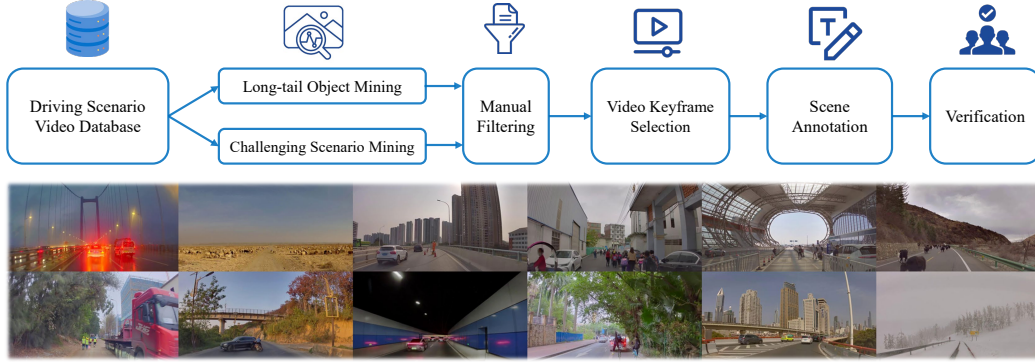 Driving Scenario
Video Database
Long-tail Object Mining
Challenging Scenario Mining
Manual
Filtering
Video Keyframe
Selection
T
Scene
Annotation
Verification